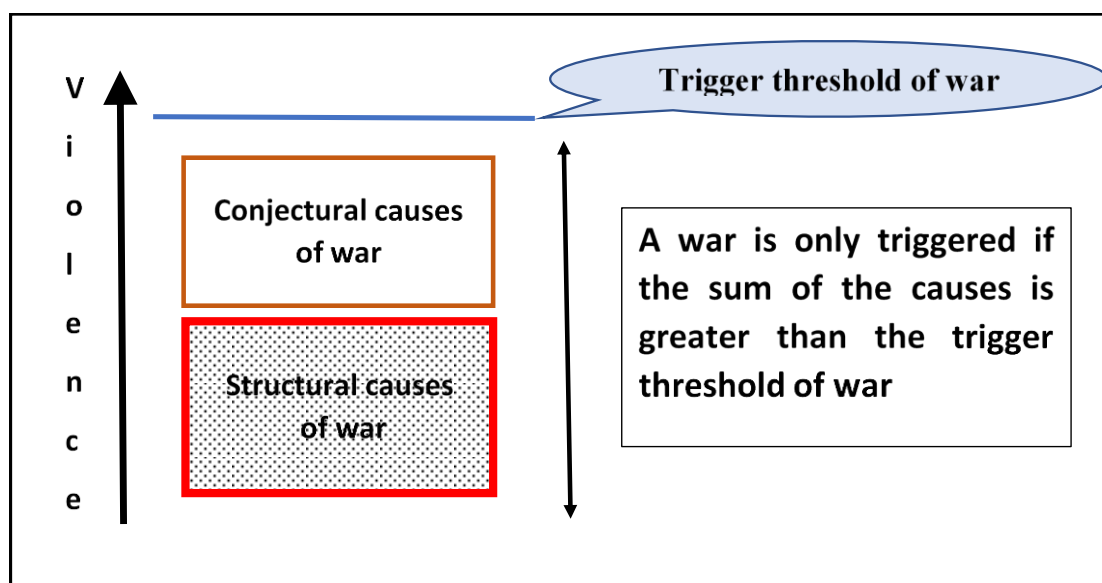 Violence
Trigger threshold of war
Conjectural causes
of war
Structural causes
of war
A war is only triggered if
the sum of the causes is
greater than the trigger
threshold of war